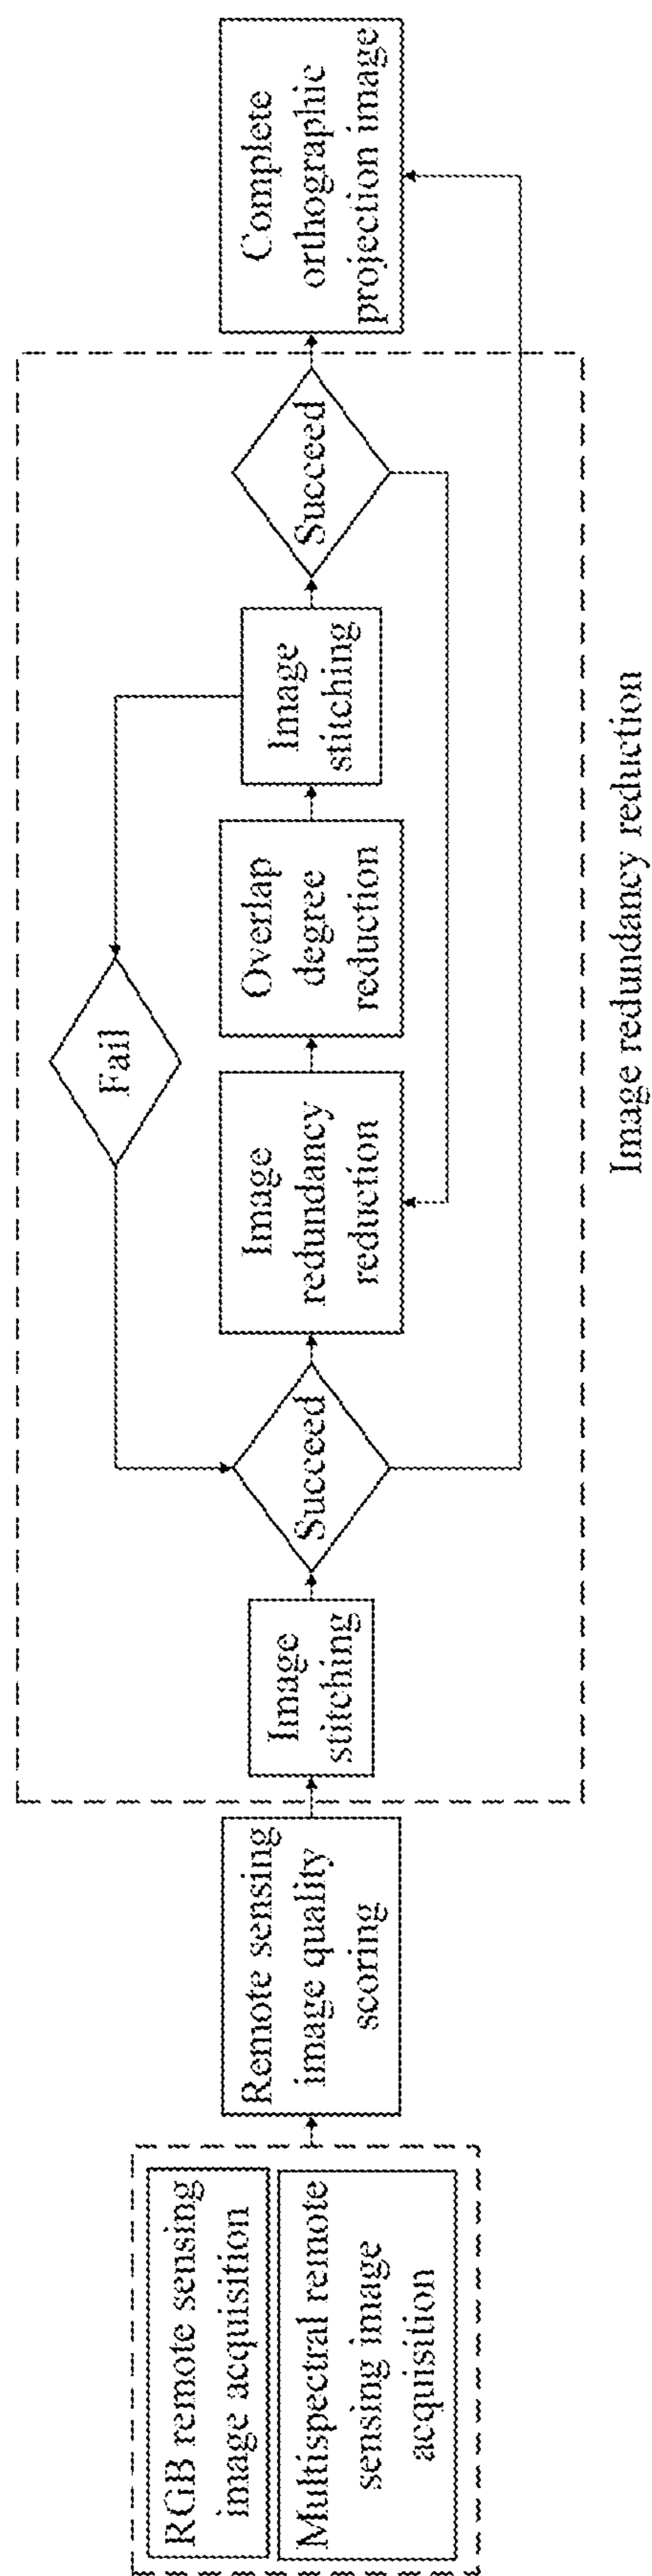 RGB remote sensing
image acquisition
Multispectral remote
sensing image
acquisition
Remote sensing
image quality
scoring
Image
stitching
Succeed
Image
redundancy
reduction
Overlap
degree
reduction
Image
stitching
Fail
Succeed
Complete
orthographic
projection image
Image redundancy reduction